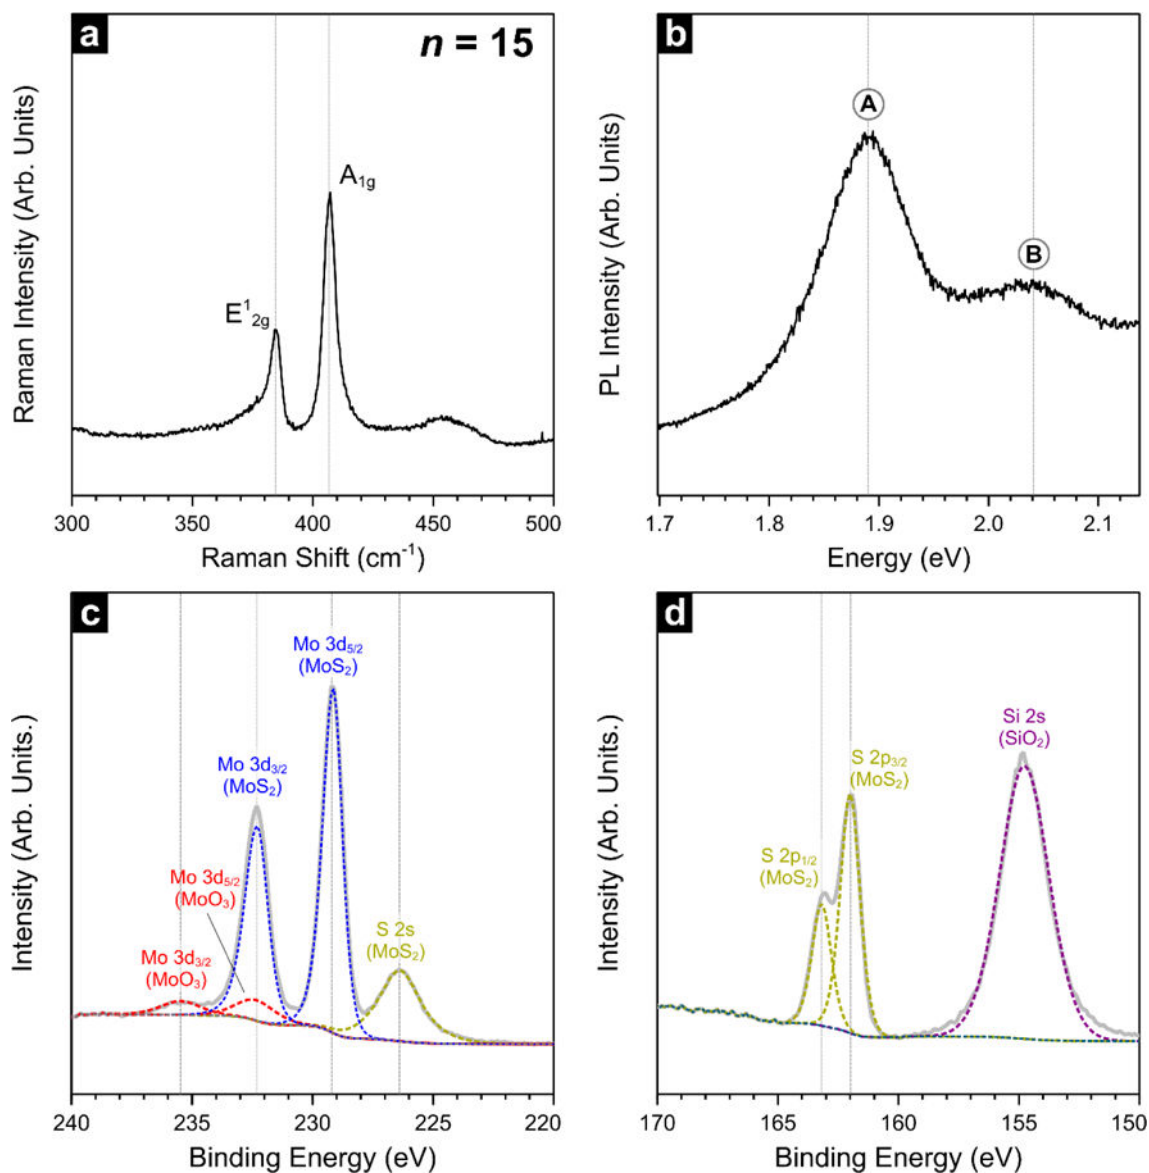 a
n = 15
Raman Intensity (Arb. Units)
E¹₂g
A₁g
300 350 400 450 500
Raman Shift (cm⁻¹)
b
PL Intensity (Arb. Units)
A
B
1.7 1.8 1.9 2.0 2.1
Energy (eV)
c
Intensity (Arb. Units.)
Mo 3d₅/₂
(MoS₂)
Mo 3d₃/₂
(MoS₂)
Mo 3d₅/₂
(MoO₃)
Mo 3d₃/₂
(MoO₃)
S 2s
(MoS₂)
240 235 230 225 220
Binding Energy (eV)
d
Intensity (Arb. Units.)
Si 2s
(SiO₂)
S 2p₃/₂
(MoS₂)
S 2p₁/₂
(MoS₂)
170 165 160 155 150
Binding Energy (eV)